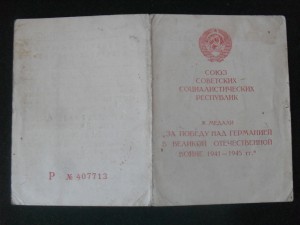 СОЮЗ
СОВЕТСКИХ
СОЦИАЛИСТИЧЕСКИХ
РЕСПУБЛИК
К МЕДАЛИ
„ЗА ПОБЕДУ НАД ГЕРМАНИЕЙ
В ВЕЛИКОЙ ОТЕЧЕСТВЕННОЙ
ВОЙНЕ 1941—1945 гг."
Р № 407713